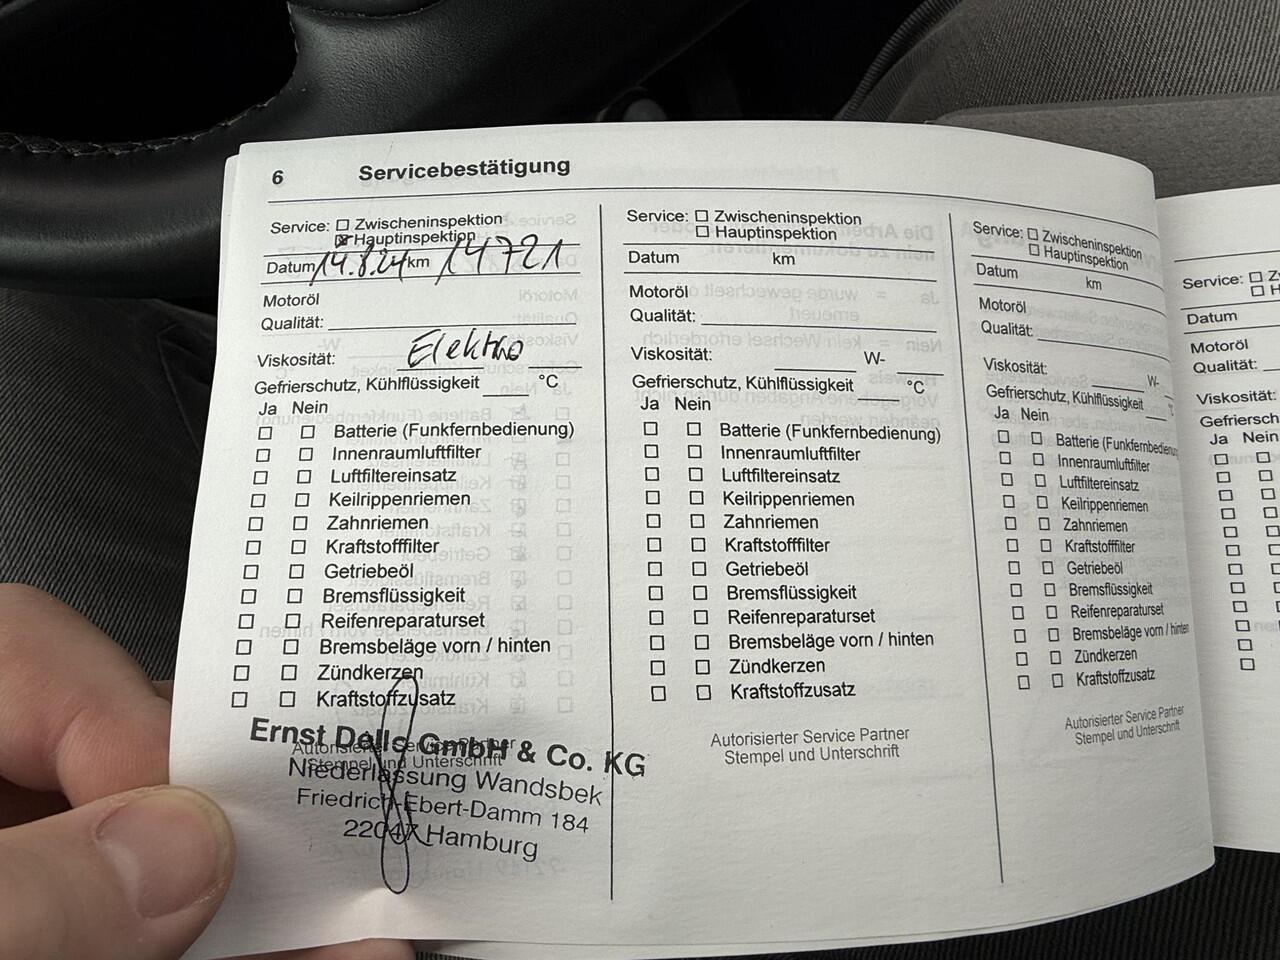 6 Servicebestätigung
Service: Zwischeninspektion
Hauptinspektion
Datum 14.8.24 km 14721
Motoröl
Qualität:
Viskosität: Elektro
Gefrierschutz, Kühlflüssigkeit °C
Ja Nein
Batterie (Funkfernbedienung)
Innenraumluftfilter
Luftfiltereinsatz
Keilrippenriemen
Zahnriemen
Kraftstofffilter
Getriebeöl
Bremsflüssigkeit
Reifenreparaturset
Bremsbeläge vorn / hinten
Zündkerzen
Kraftstoffzusatz
Autorisierter Service Partner
Stempel und Unterschrift
Ernst Dello GmbH & Co. KG
Niederlassung Wandsbek
Friedrich-Ebert-Damm 184
22047 Hamburg
Service: Zwischeninspektion
Hauptinspektion
Datum km
Motoröl
Qualität:
Viskosität: W-
Gefrierschutz, Kühlflüssigkeit °C
Ja Nein
Batterie (Funkfernbedienung)
Innenraumluftfilter
Luftfiltereinsatz
Keilrippenriemen
Zahnriemen
Kraftstofffilter
Getriebeöl
Bremsflüssigkeit
Reifenreparaturset
Bremsbeläge vorn / hinten
Zündkerzen
Kraftstoffzusatz
Autorisierter Service Partner
Stempel und Unterschrift
Service: Zwischeninspektion
Hauptinspektion
Datum km
Motoröl
Qualität:
Viskosität: W-
Gefrierschutz, Kühlflüssigkeit
Ja Nein
Batterie (Funkfernbedienung
Innenraumluftfilter
Luftfiltereinsatz
Keilrippenriemen
Zahnriemen
Kraftstofffilter
Getriebeöl
Bremsflüssigkeit
Reifenreparaturset
Bremsbeläge vorn / hinten
Zündkerzen
Kraftstoffzusatz
Autorisierter Service Partner
Stempel und Unterschrift
Service:
Datum
Motoröl
Qualität:
Viskosität:
Ja Nein